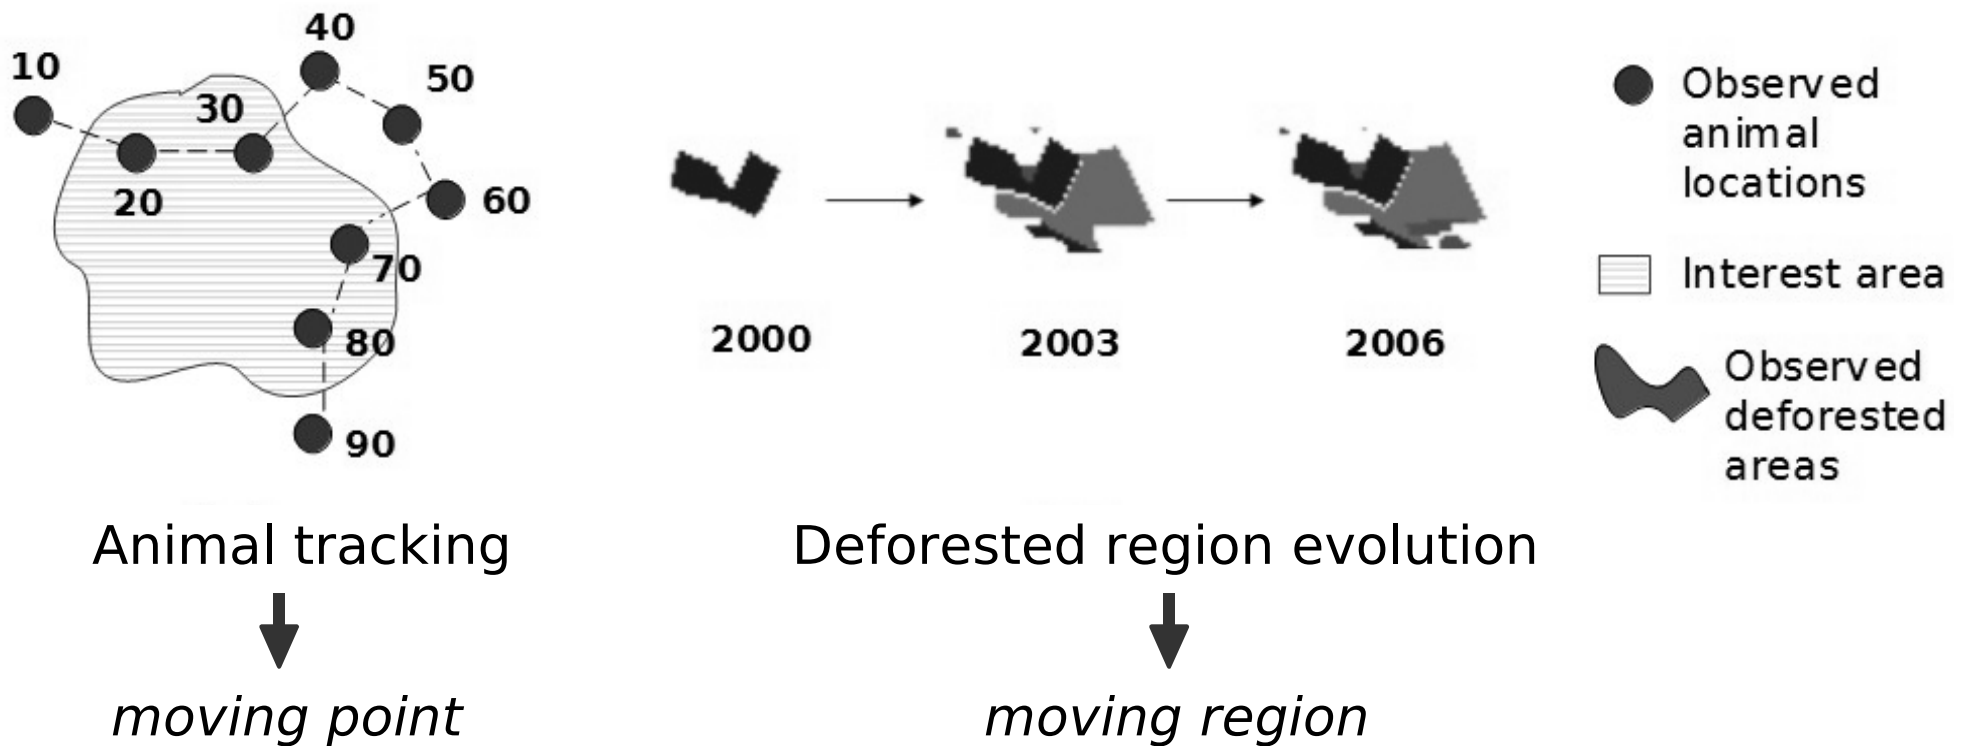 10
20
30
40
50
60
70
80
90
2000
2003
2006
Observed
animal
locations
Interest area
Observed
deforested
areas
Animal tracking
Deforested region evolution
moving point
moving region